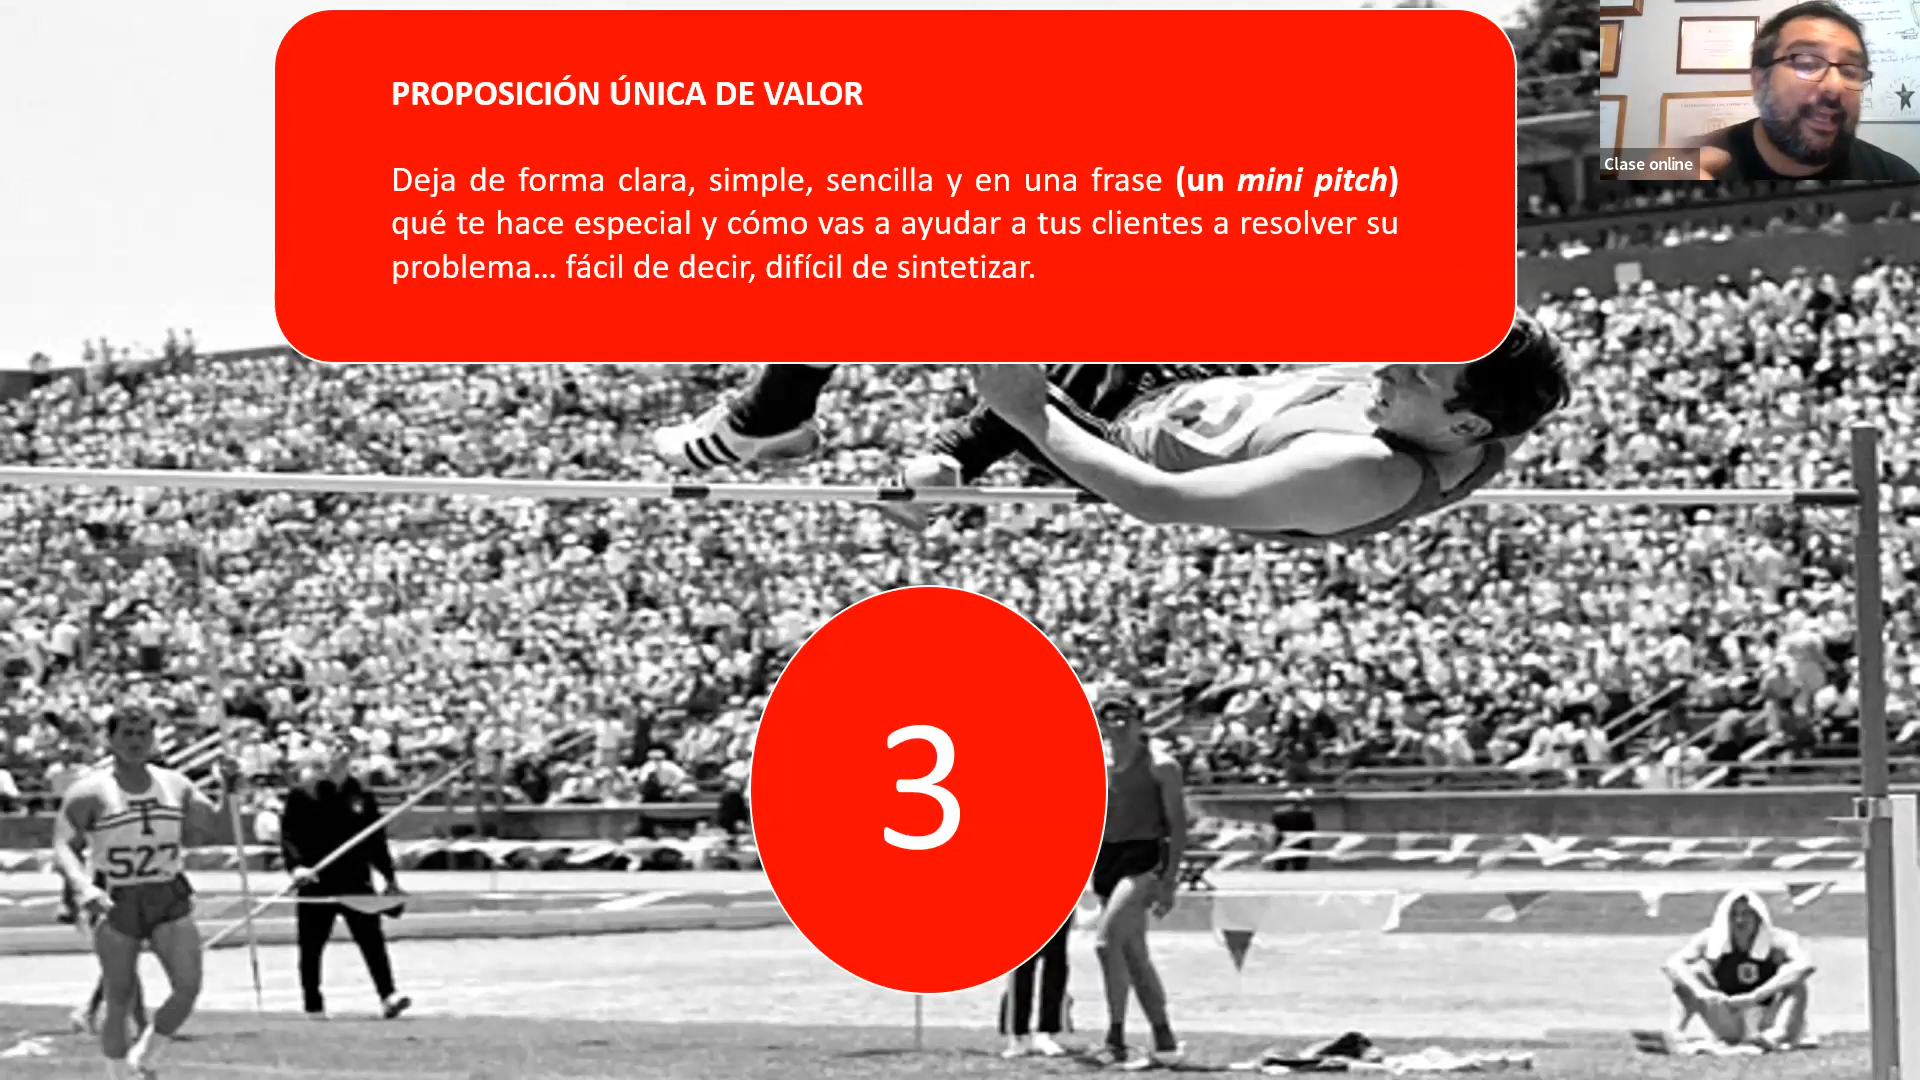 PROPOSICIÓN ÚNICA DE VALOR
Deja de forma clara, simple, sencilla y en una frase (un mini pitch)
qué te hace especial y cómo vas a ayudar a tus clientes a resolver su
problema... fácil de decir, difícil de sintetizar.
Clase online
3
T
527